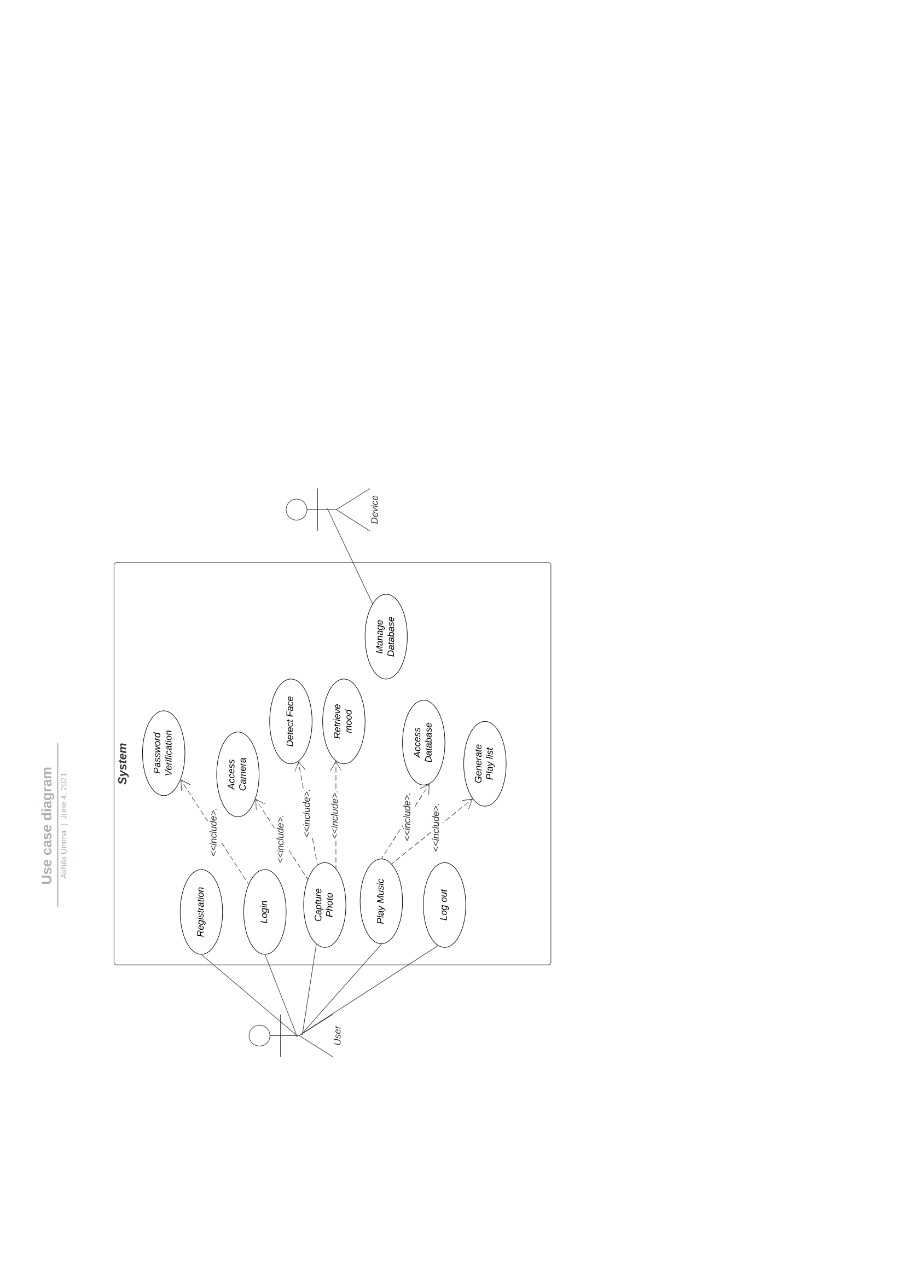 Use case diagram
Akhila Umma | June 4, 2021
System
Password
Verification
Access
Camera
Detect Face
Retrieve
mood
Manage
Database
Access
Database
Generate
Play list
Registration
Login
Capture
Photo
Play Music
Log out
<<include>.
<<include>.
<<include>.
<<include>.
<<include>.
<<include>.
User
Device